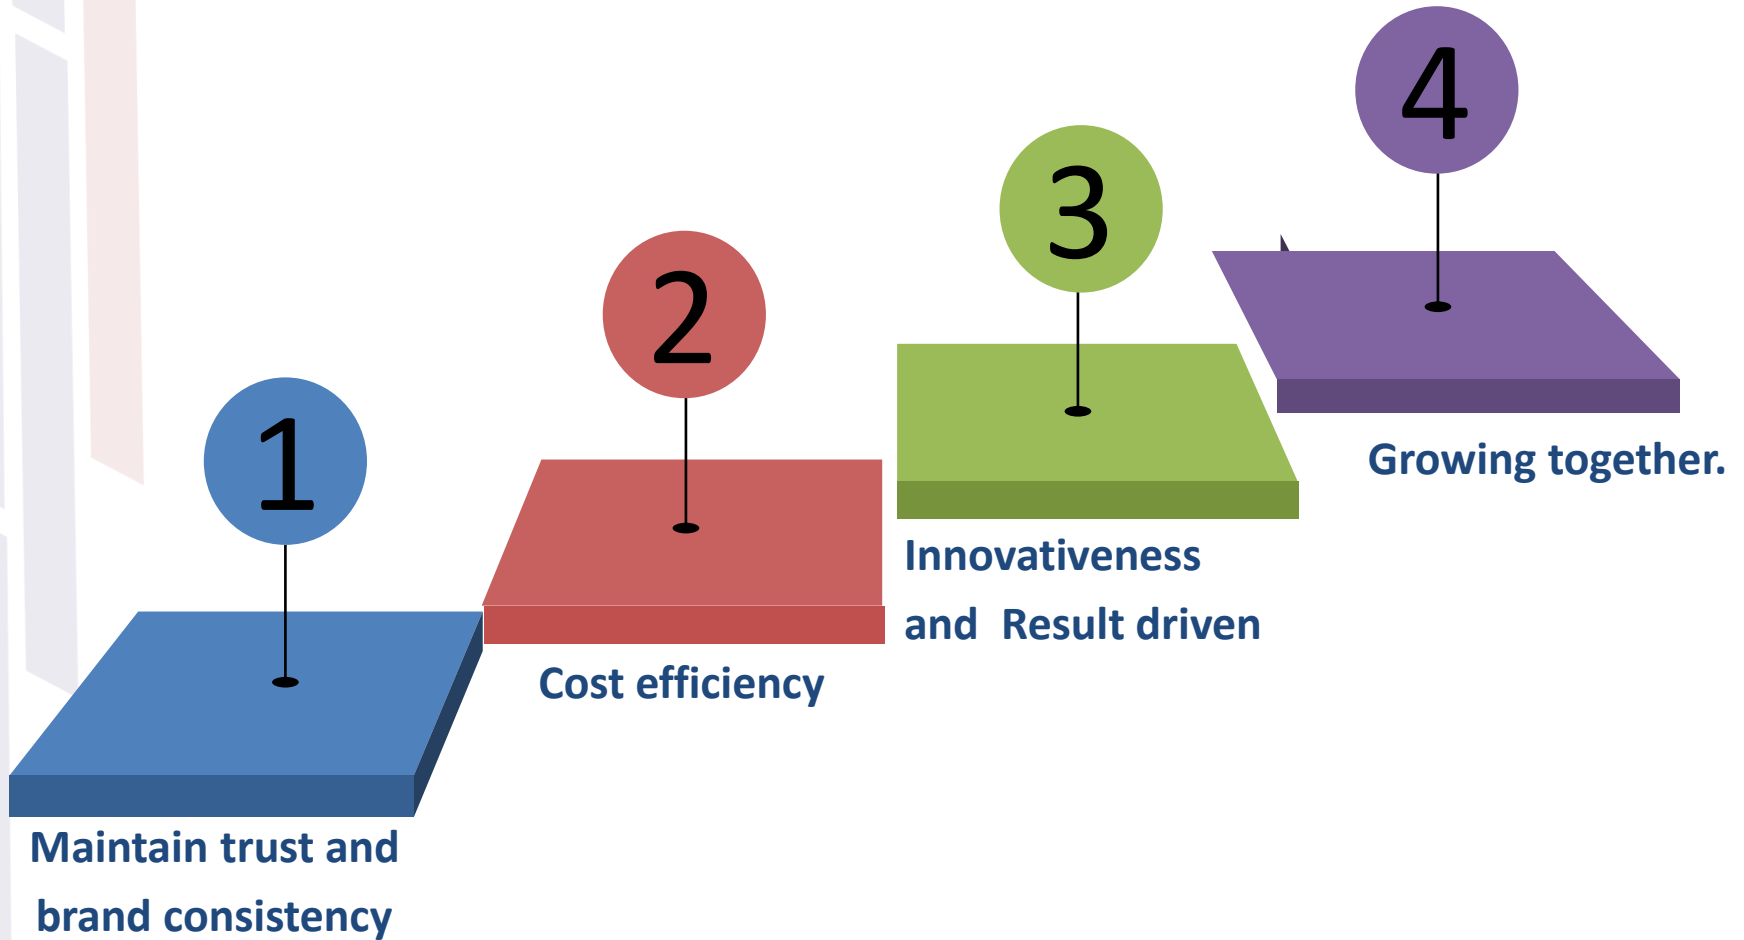 1
Maintain trust and
brand consistency
2
Cost efficiency
3
Innovativeness
and  Result driven
4
Growing together.